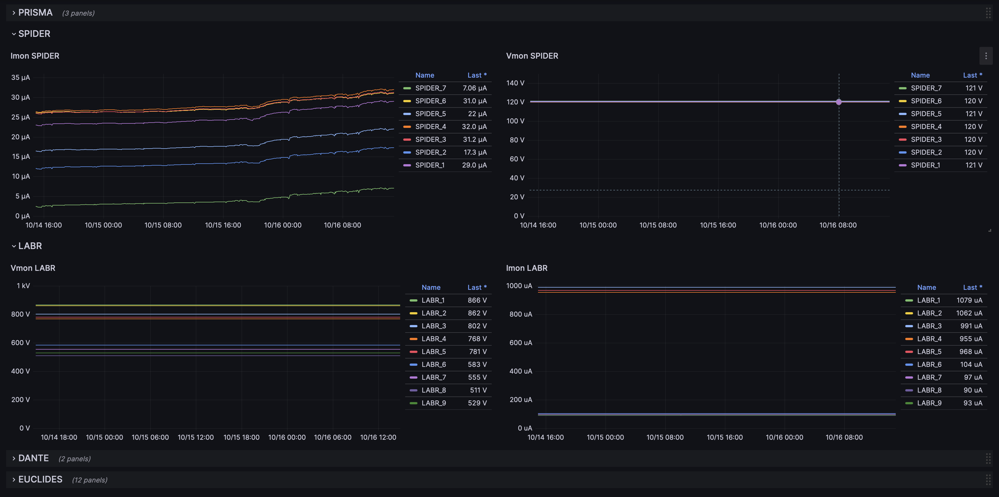 PRISMA (3 panels)
SPIDER
Imon SPIDER
35 µA
30 µA
25 µA
20 µA
15 µA
10 µA
5 µA
0 µA
10/14 16:00 10/15 00:00 10/15 08:00 10/15 16:00 10/16 00:00 10/16 08:00
Name Last *
SPIDER_7 7.06 µA
SPIDER_6 31.0 µA
SPIDER_5 22 µA
SPIDER_4 32.0 µA
SPIDER_3 31.2 µA
SPIDER_2 17.3 µA
SPIDER_1 29.0 µA
Vmon SPIDER
140 V
120 V
100 V
80 V
60 V
40 V
20 V
0 V
10/14 16:00 10/15 00:00 10/15 08:00 10/15 16:00 10/16 00:00 10/16 08:00
Name Last *
SPIDER_7 121 V
SPIDER_6 120 V
SPIDER_5 121 V
SPIDER_4 120 V
SPIDER_3 120 V
SPIDER_2 120 V
SPIDER_1 121 V
LABR
Vmon LABR
1 kV
800 V
600 V
400 V
200 V
0 V
10/14 18:00 10/15 00:00 10/15 06:00 10/15 12:00 10/15 18:00 10/16 00:00 10/16 06:00 10/16 12:00
Name Last *
LABR_1 866 V
LABR_2 862 V
LABR_3 802 V
LABR_4 768 V
LABR_5 781 V
LABR_6 583 V
LABR_7 555 V
LABR_8 511 V
LABR_9 529 V
Imon LABR
1000 uA
800 uA
600 uA
400 uA
200 uA
0 uA
10/14 16:00 10/15 00:00 10/15 08:00 10/15 16:00 10/16 00:00 10/16 08:00
Name Last *
LABR_1 1079 uA
LABR_2 1062 uA
LABR_3 991 uA
LABR_4 955 uA
LABR_5 968 uA
LABR_6 104 uA
LABR_7 97 uA
LABR_8 90 uA
LABR_9 93 uA
DANTE (2 panels)
EUCLIDES (12 panels)